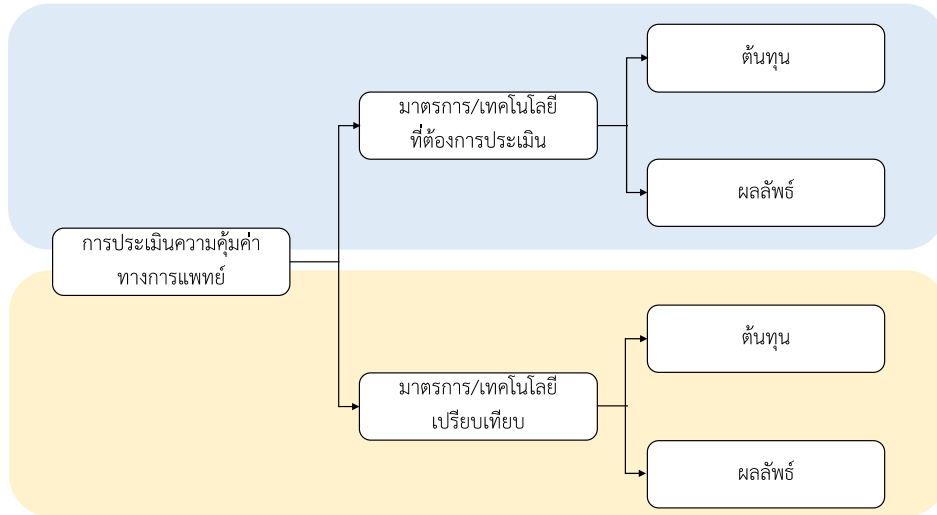 ต้นทุน
มาตรการ/เทคโนโลยี
ที่ต้องการประเมิน
ผลลัพธ์
การประเมินความคุ้มค่า
ทางการแพทย์
ต้นทุน
มาตรการ/เทคโนโลยี
เปรียบเทียบ
ผลลัพธ์